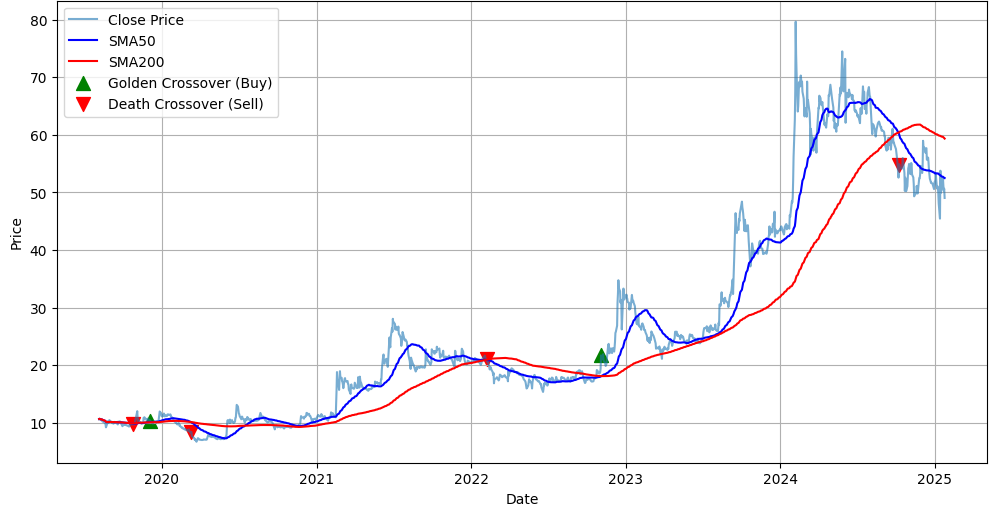 Close Price
SMA50
SMA200
Golden Crossover (Buy)
Death Crossover (Sell)
80
70
60
50
40
30
20
10
Price
2020 2021 2022 2023 2024 2025
Date